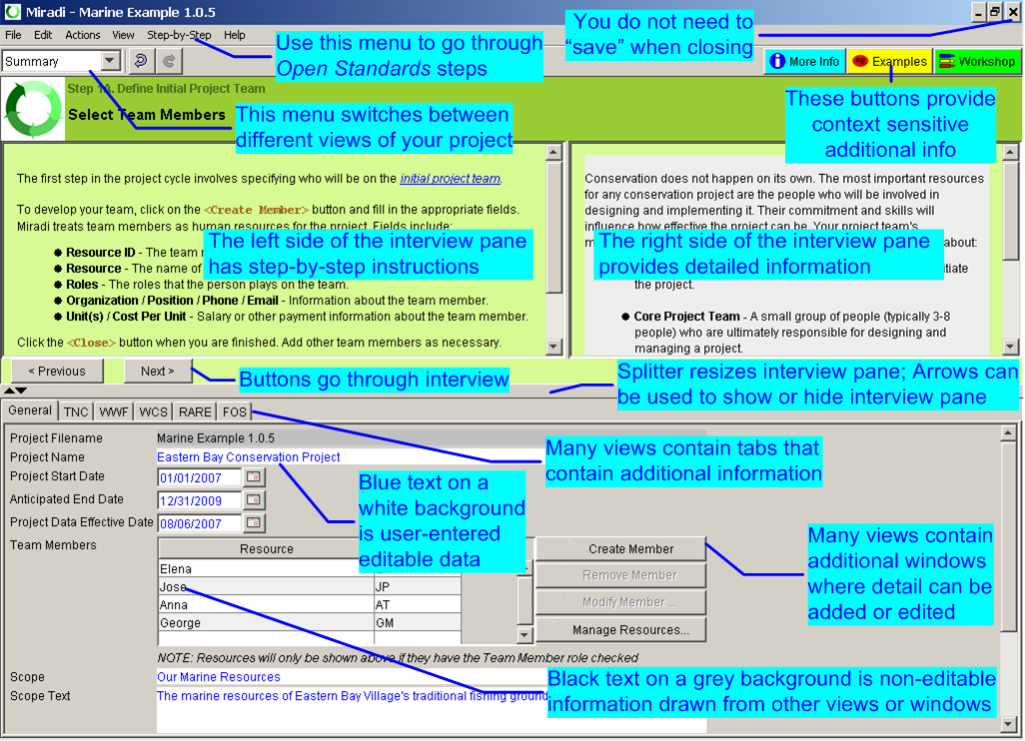 Miradi - Marine Example 1.0.5
File Edit Actions View Step-by-Step Help
You do not need to
“save” when closing
Use this menu to go through
Open Standards steps
Summary
More Info Examples Workshop
Step 1a. Define Initial Project Team
Select Team Members
This menu switches between
different views of your project
These buttons provide
context sensitive
additional info
The first step in the project cycle involves specifying who will be on the initial project team.
To develop your team, click on the <Create Member> button and fill in the appropriate fields.
Miradi treats team members as human resources for the project. Fields include:
Resource ID - The team
Resource - The name of
Roles - The roles that the person plays on the team.
Organization / Position / Phone / Email - Information about the team member.
Unit(s) / Cost Per Unit - Salary or other payment information about the team member.
Click the <Close> button when you are finished. Add other team members as necessary.
The left side of the interview pane
has step-by-step instructions
Conservation does not happen on its own. The most important resources
for any conservation project are the people who will be involved in
designing and implementing it. Their commitment and skills will
influence how effective the project can be. Your project team's
about:
the project.
Core Project Team - A small group of people (typically 3-8
people) who are ultimately responsible for designing and
managing a project.
The right side of the interview pane
provides detailed information
< Previous Next >
Buttons go through interview
Splitter resizes interview pane; Arrows can
be used to show or hide interview pane
General TNC WWF WCS RARE FOS
Many views contain tabs that
contain additional information
Project Filename Marine Example 1.0.5
Project Name Eastern Bay Conservation Project
Project Start Date 01/01/2007
Anticipated End Date 12/31/2009
Project Data Effective Date 08/06/2007
Blue text on a
white background
is user-entered
editable data
Team Members
Resource
Elena
Jose JP
Anna AT
George GM
Create Member
Remove Member
Modify Member ...
Manage Resources...
Many views contain
additional windows
where detail can be
added or edited
NOTE: Resources will only be shown above if they have the Team Member role checked
Scope Our Marine Resources
Scope Text The marine resources of Eastern Bay Village's traditional fishing ground
Black text on a grey background is non-editable
information drawn from other views or windows